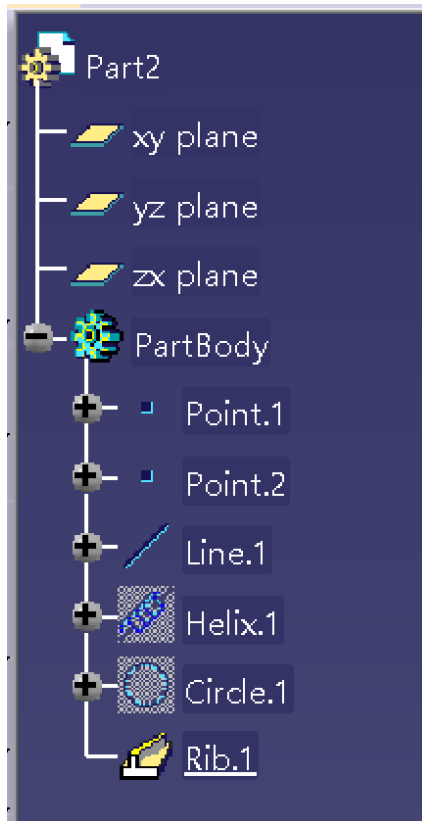 Part2
xy plane
yz plane
zx plane
PartBody
Point.1
Point.2
Line.1
Helix.1
Circle.1
Rib.1